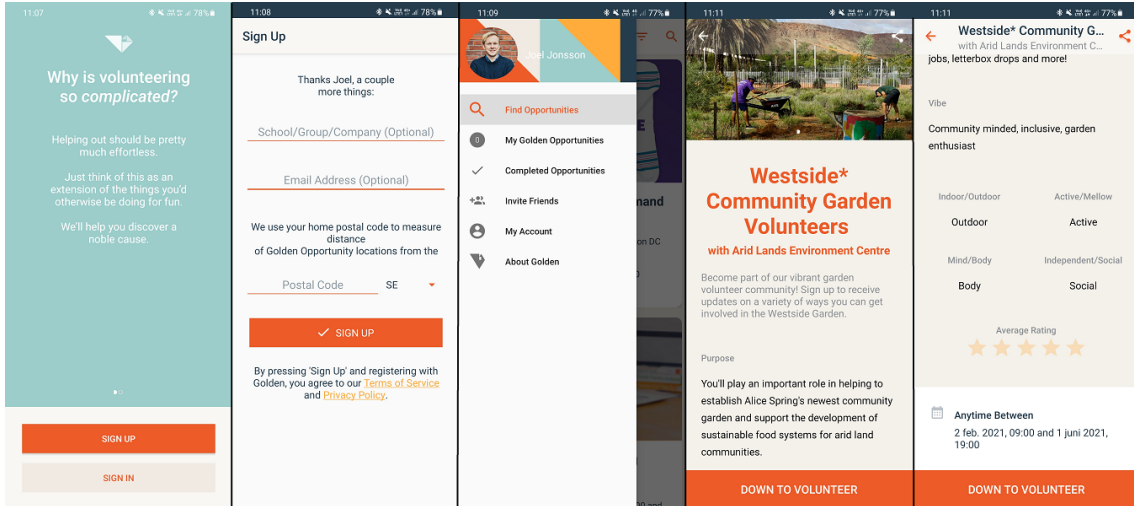 11:07
78%
Why is volunteering
so complicated?
Helping out should be pretty
much effortless.
Just think of this as an
extension of the things you'd
otherwise be doing for fun.
We'll help you discover a
noble cause.
SIGN UP
SIGN IN
11:08
78%
Sign Up
Thanks Joel, a couple
more things:
School/Group/Company (Optional)
Email Address (Optional)
We use your home postal code to measure
distance
of Golden Opportunity locations from the
Postal Code
SE
SIGN UP
By pressing 'Sign Up' and registering with
Golden, you agree to our Terms of Service
and Privacy Policy.
11:09
77%
Joel Jonsson
Find Opportunities
0
My Golden Opportunities
Completed Opportunities
Invite Friends
My Account
About Golden
mand
on DC
00 and
11:11
77%
Westside*
Community Garden
Volunteers
with Arid Lands Environment Centre
Become part of our vibrant garden
volunteer community! Sign up to receive
updates on a variety of ways you can get
involved in the Westside Garden.
Purpose
You'll play an important role in helping to
establish Alice Spring's newest community
garden and support the development of
sustainable food systems for arid land
communities.
DOWN TO VOLUNTEER
11:11
77%
Westside* Community G...
with Arid Lands Environment C...
jobs, letterbox drops and more!
Vibe
Community minded, inclusive, garden
enthusiast
Indoor/Outdoor
Active/Mellow
Outdoor
Active
Mind/Body
Independent/Social
Body
Social
Average Rating
Anytime Between
2 feb. 2021, 09:00 and 1 juni 2021,
19:00
DOWN TO VOLUNTEER